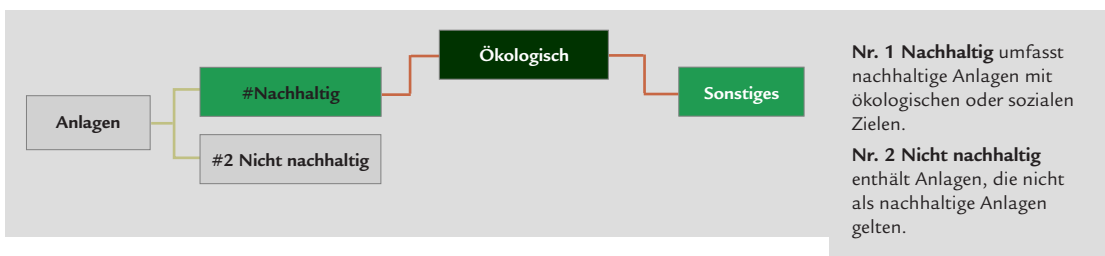 Anlagen
#Nachhaltig
#2 Nicht nachhaltig
Ökologisch
Sonstiges
Nr. 1 Nachhaltig umfasst
nachhaltige Anlagen mit
ökologischen oder sozialen
Zielen.
Nr. 2 Nicht nachhaltig
enthält Anlagen, die nicht
als nachhaltige Anlagen
gelten.